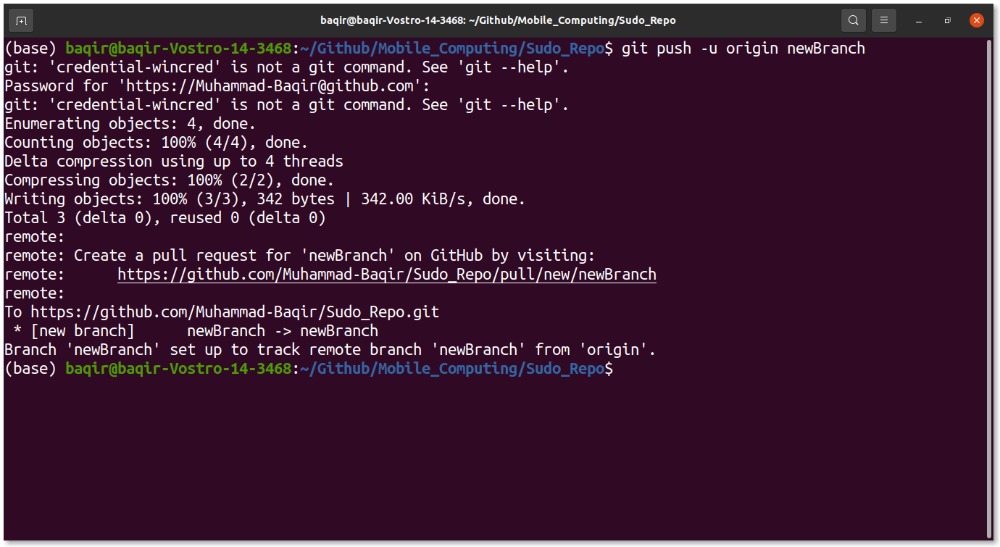 baqir@baqir-Vostro-14-3468: ~/Github/Mobile_Computing/Sudo_Repo
(base) baqir@baqir-Vostro-14-3468:~/Github/Mobile_Computing/Sudo_Repo$ git push -u origin newBranch
git: 'credential-wincred' is not a git command. See 'git --help'.
Password for 'https://Muhammad-Baqir@github.com':
git: 'credential-wincred' is not a git command. See 'git --help'.
Enumerating objects: 4, done.
Counting objects: 100% (4/4), done.
Delta compression using up to 4 threads
Compressing objects: 100% (2/2), done.
Writing objects: 100% (3/3), 342 bytes | 342.00 KiB/s, done.
Total 3 (delta 0), reused 0 (delta 0)
remote:
remote: Create a pull request for 'newBranch' on GitHub by visiting:
remote:      https://github.com/Muhammad-Baqir/Sudo_Repo/pull/new/newBranch
remote:
To https://github.com/Muhammad-Baqir/Sudo_Repo.git
 * [new branch]      newBranch -> newBranch
Branch 'newBranch' set up to track remote branch 'newBranch' from 'origin'.
(base) baqir@baqir-Vostro-14-3468:~/Github/Mobile_Computing/Sudo_Repo$